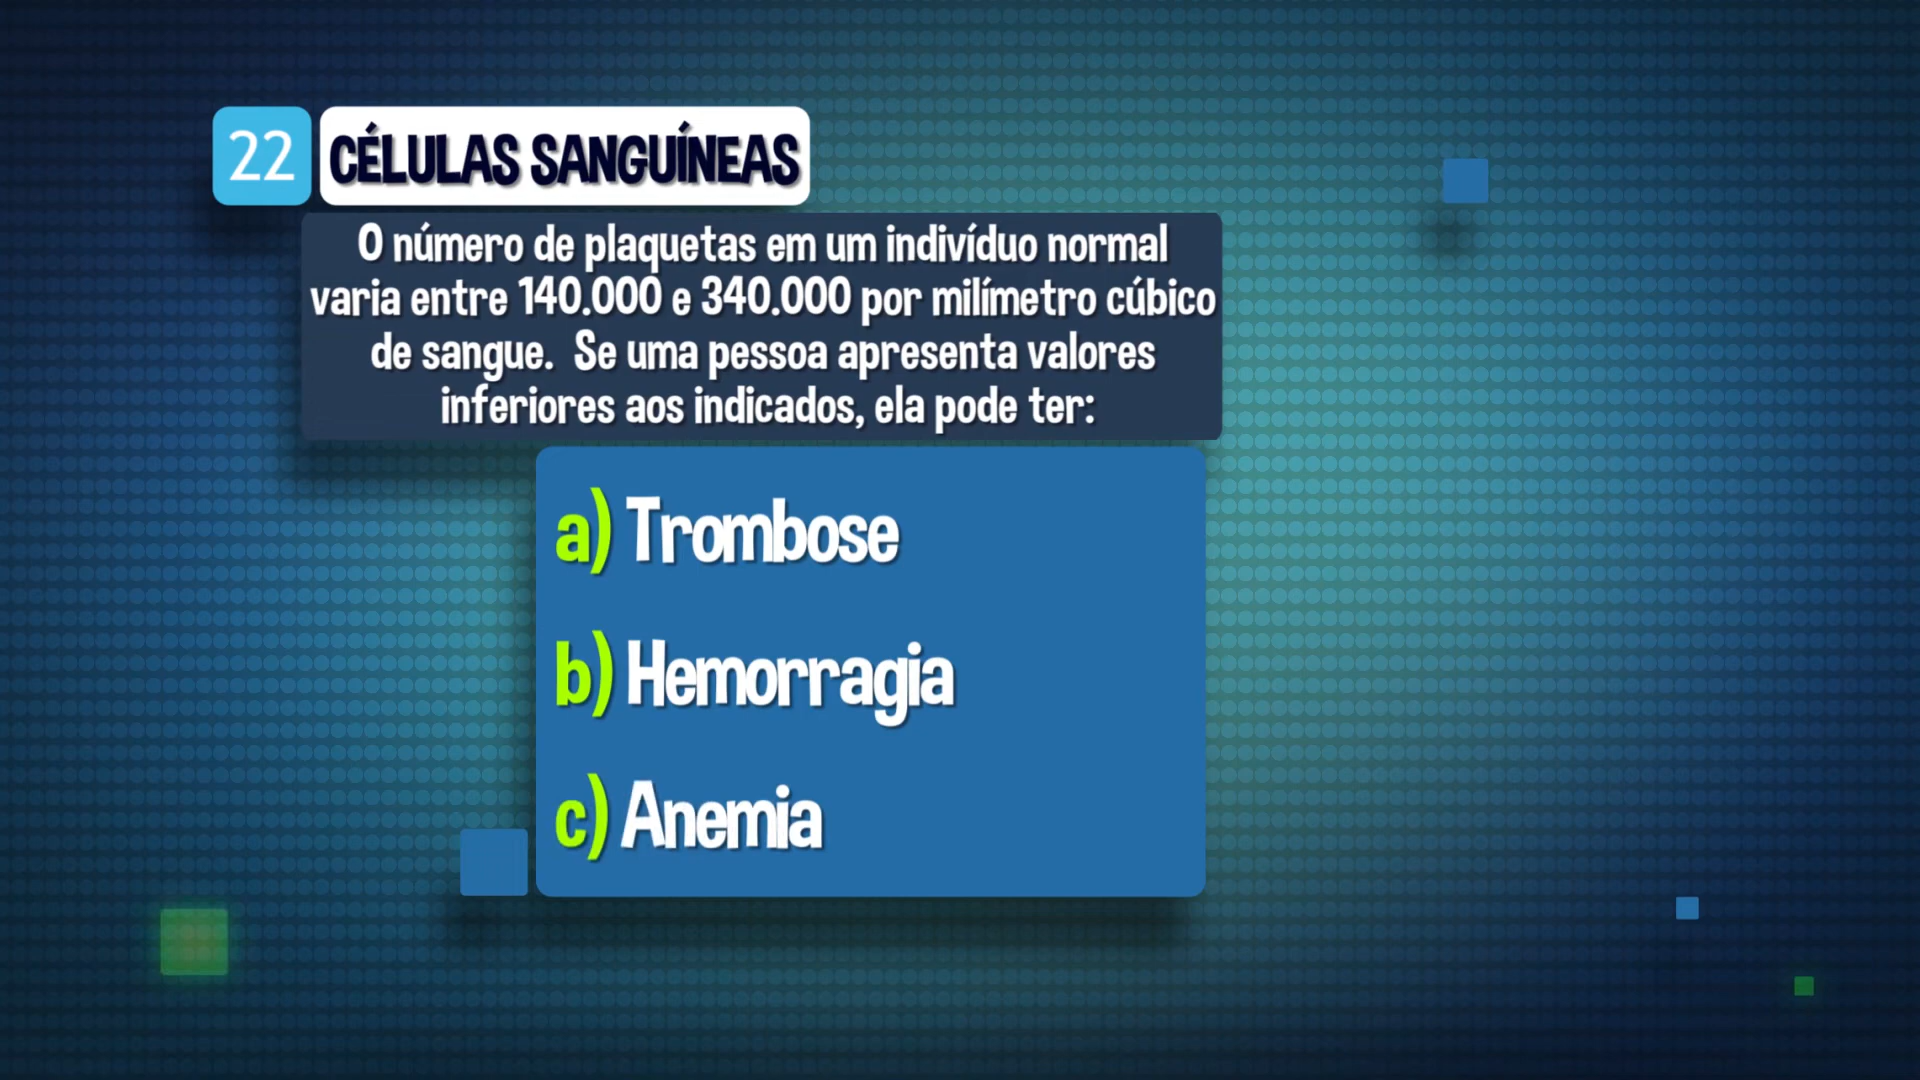 22 CÉLULAS SANGUÍNEAS
O número de plaquetas em um indivíduo normal
varia entre 140.000 e 340.000 por milímetro cúbico
de sangue. Se uma pessoa apresenta valores
inferiores aos indicados, ela pode ter:
a) Trombose
b) Hemorragia
c) Anemia